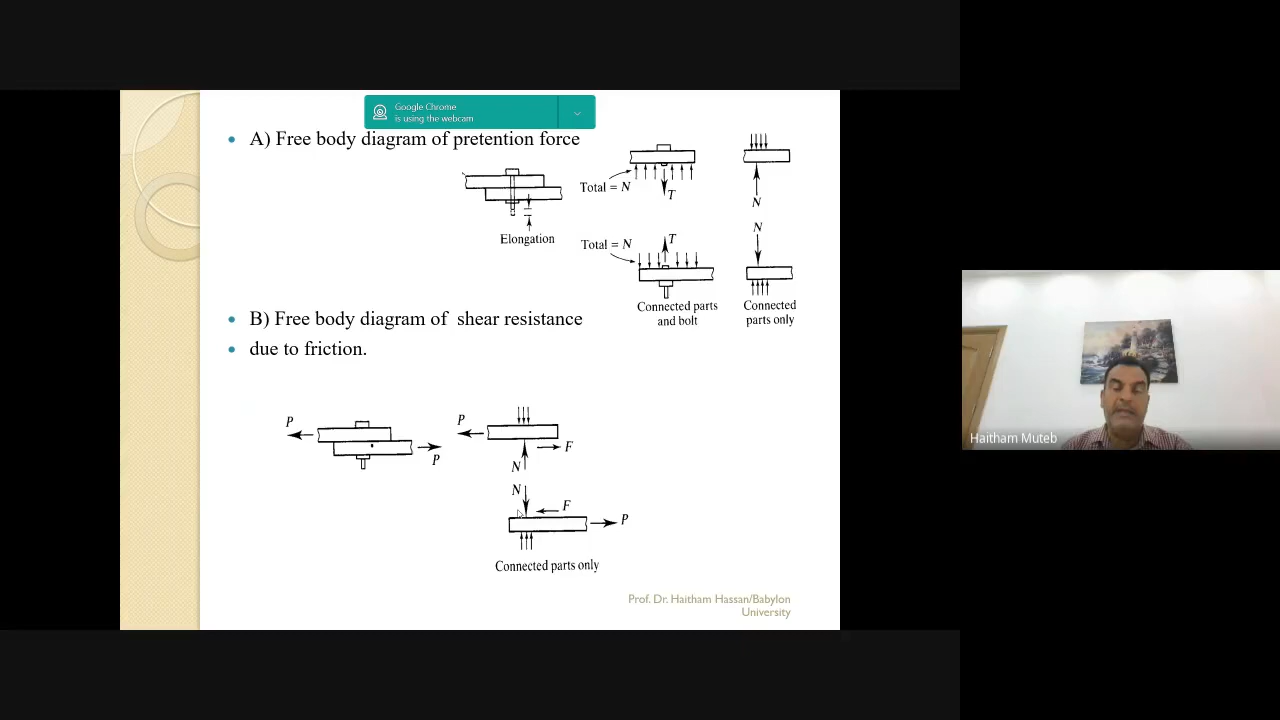 Google Chrome
is using the webcam
A) Free body diagram of pretention force
Total = N
T
N
Elongation
Total = N
T
N
Connected parts
and bolt
Connected
parts only
B) Free body diagram of shear resistance
due to friction.
P
P
P
F
N
N
F
P
Connected parts only
Haitham Muteb
Prof. Dr. Haitham Hassan/Babylon
University